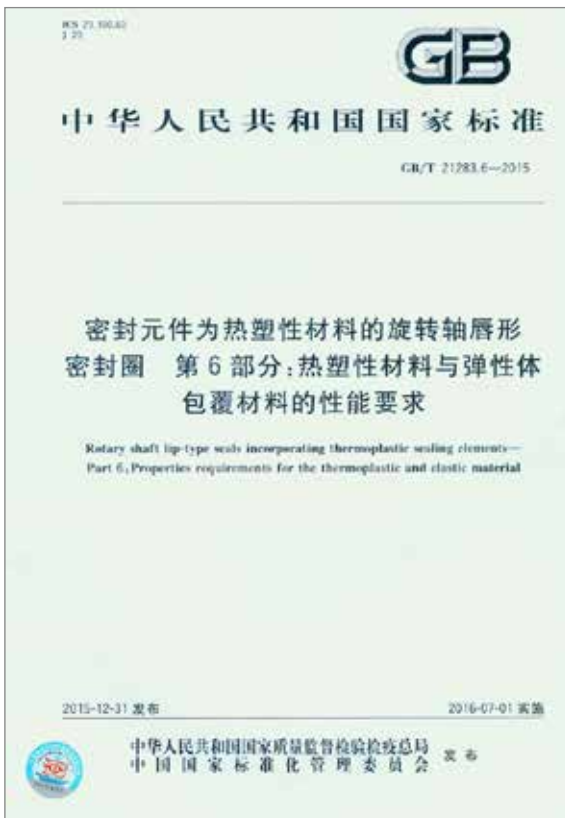 GB
中华人民共和国国家标准
GB/T 21283.6—2015
密封元件为热塑性材料的旋转轴唇形
密封圈 第6部分:热塑性材料与弹性体
包覆材料的性能要求
Rotary shaft lip-type seals incorporating thermoplastic sealing elements—
Part 6:Properties requirements for the thermoplastic and elastic material
2015-12-31 发布
2016-07-01 实施
中华人民共和国国家质量监督检验检疫总局
中国国家标准化管理委员会
发布